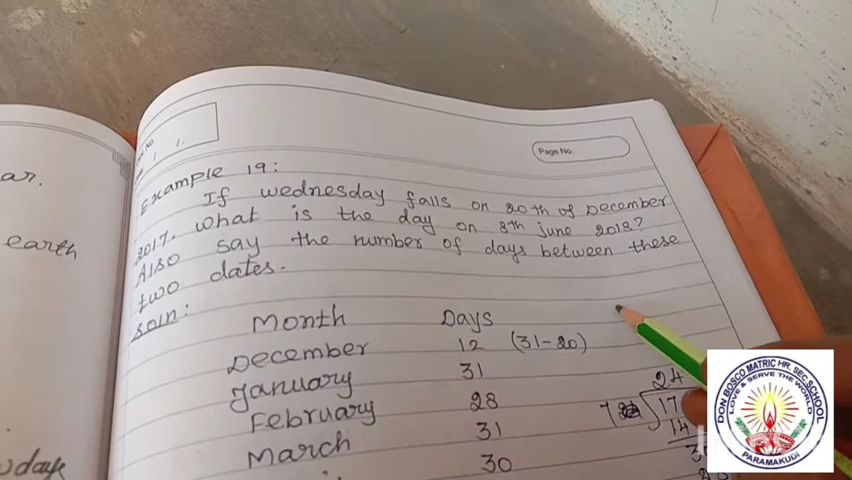 ar.
earth
Page No.
Example 19:
If wednesday falls on 20th of December
2017. What is the day on 8th june 2018?
Also say the number of days between these
two dates.
Soln:
Month Days
December 12 (31-20)
January 31
February 28
March 31
30
24
7 17
14
DON BOSCO MATRIC HR. SEC SCHOOL
LOVE & SERVE THE WORLD
PARAMAKUDI